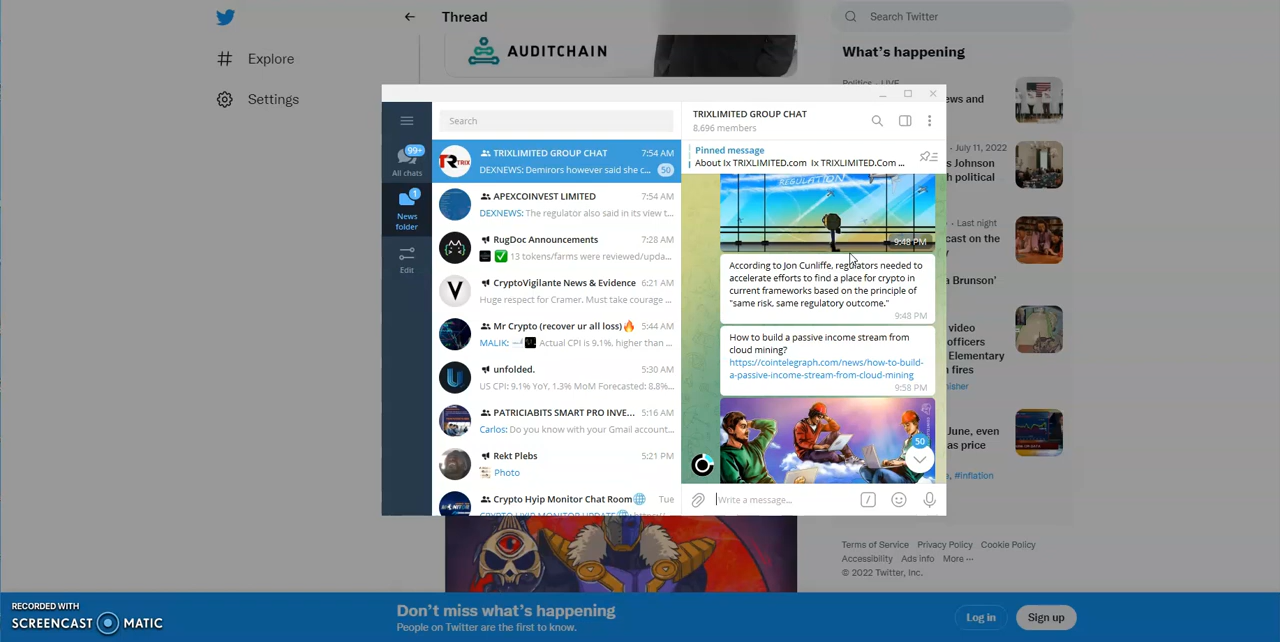 Thread
Search Twitter
Explore
AUDITCHAIN
What's happening
Settings
Politics - LIVE
ews and
July 11, 2022
s Johnson
th political
- Last night
cast on the
a Brunson'
video
officers
Elementary
n fires
June, even
as price
, #inflation
Terms of Service Privacy Policy Cookie Policy
Accessibility Ads info More ···
© 2022 Twitter, Inc.
99+
All chats
1
News
folder
Edit
Search
TRIXLIMITED GROUP CHAT 7:54 AM
DEXNEWS: Demirors however said she c... 50
APEXCOINVEST LIMITED 7:54 AM
DEXNEWS: The regulator also said in its view t...
RugDoc Announcements 7:28 AM
13 tokens/farms were reviewed/upda...
CryptoVigilante News & Evidence 6:21 AM
Huge respect for Cramer. Must take courage ...
Mr Crypto (recover ur all loss)🔥 5:44 AM
MALIK: Actual CPI is 9.1%. higher than ...
unfolded. 5:30 AM
US CPI: 9.1% YoY, 1.3% MoM Forecasted: 8.8%...
PATRICIABITS SMART PRO INVE... 5:16 AM
Carlos: Do you know with your Gmail account...
Rekt Plebs 5:21 PM
Photo
Crypto Hyip Monitor Chat Room🌐 Tue
TRIXLIMITED GROUP CHAT
8,696 members
Pinned message
About Ix TRIXLIMITED.com Ix TRIXLIMITED.Com ...
REGULATION
9:48 PM
According to Jon Cunliffe, regulators needed to
accelerate efforts to find a place for crypto in
current frameworks based on the principle of
"same risk, same regulatory outcome."
9:48 PM
How to build a passive income stream from
cloud mining?
https://cointelegraph.com/news/how-to-build-
a-passive-income-stream-from-cloud-mining
9:58 PM
50
Write a message...
RECORDED WITH
SCREENCAST MATIC
Don't miss what's happening
People on Twitter are the first to know.
Log in
Sign up